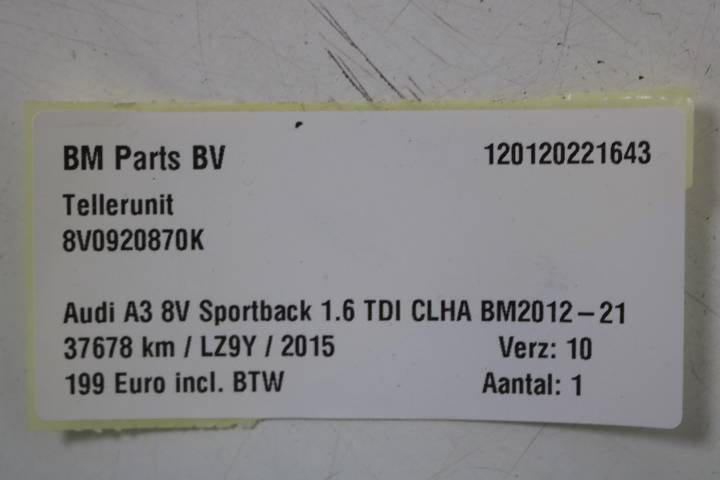 BM Parts BV 120120221643
Tellerunit
8V0920870K
Audi A3 8V Sportback 1.6 TDI CLHA BM2012-21
37678 km / LZ9Y / 2015 Verz: 10
199 Euro incl. BTW Aantal: 1